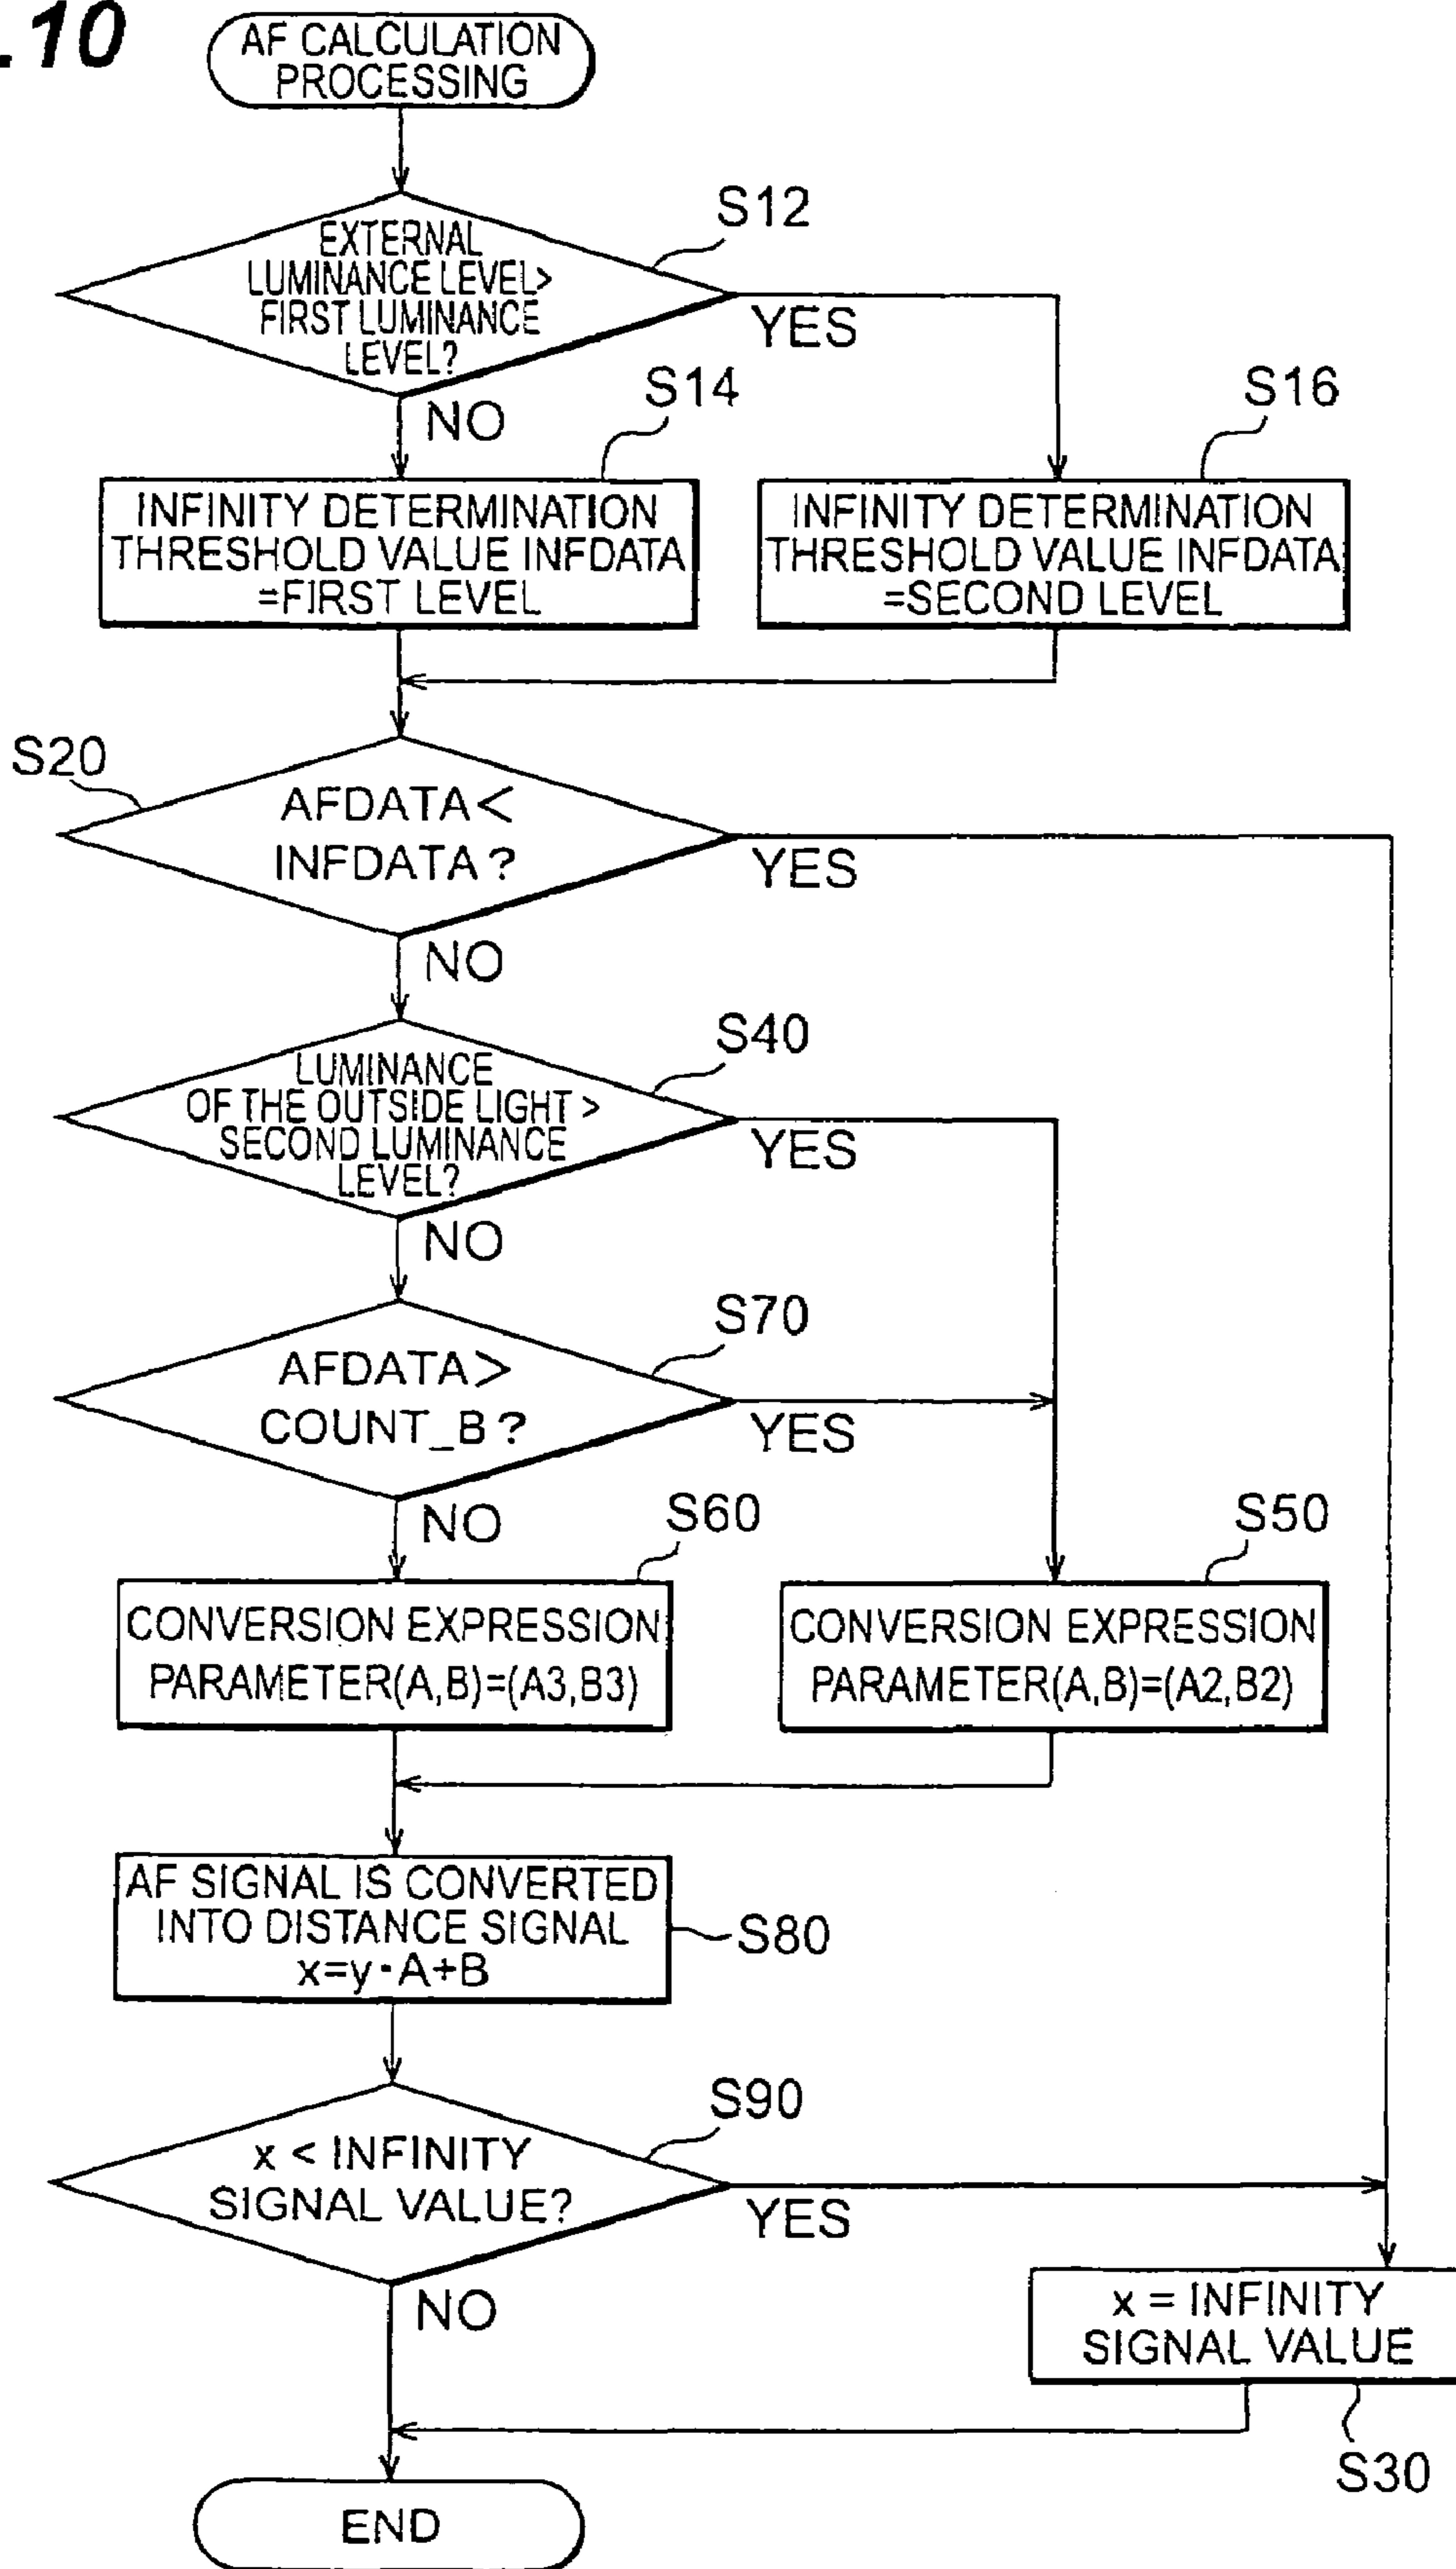 .10
AF CALCULATION
PROCESSING
S12
EXTERNAL
LUMINANCE LEVEL>
FIRST LUMINANCE
LEVEL?
YES
NO
S14
S16
INFINITY DETERMINATION
THRESHOLD VALUE INFDATA
=FIRST LEVEL
INFINITY DETERMINATION
THRESHOLD VALUE INFDATA
=SECOND LEVEL
S20
AFDATA<
INFDATA?
YES
NO
S40
LUMINANCE
OF THE OUTSIDE LIGHT >
SECOND LUMINANCE
LEVEL?
YES
NO
S70
AFDATA>
COUNT_B?
YES
NO
S60
S50
CONVERSION EXPRESSION
PARAMETER(A,B)=(A3,B3)
CONVERSION EXPRESSION
PARAMETER(A,B)=(A2,B2)
AF SIGNAL IS CONVERTED
INTO DISTANCE SIGNAL
x=y·A+B
S80
S90
x < INFINITY
SIGNAL VALUE?
YES
NO
x = INFINITY
SIGNAL VALUE
S30
END